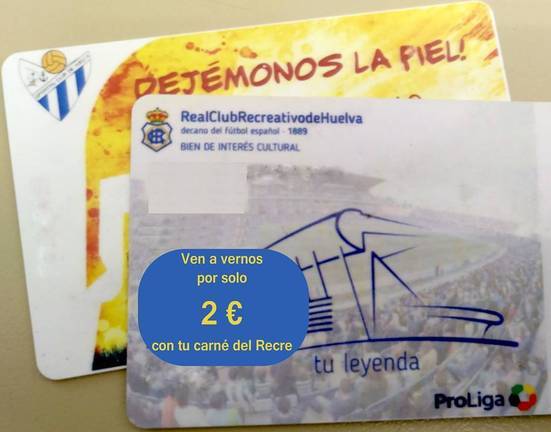 DEJÉMONOS LA PIEL!
RealClubRecreativodeHuelva
decano del fútbol español · 1889
BIEN DE INTERÉS CULTURAL
Ven a vernos
por solo
2 €
con tu carné del Recre
tu leyenda
ProLiga